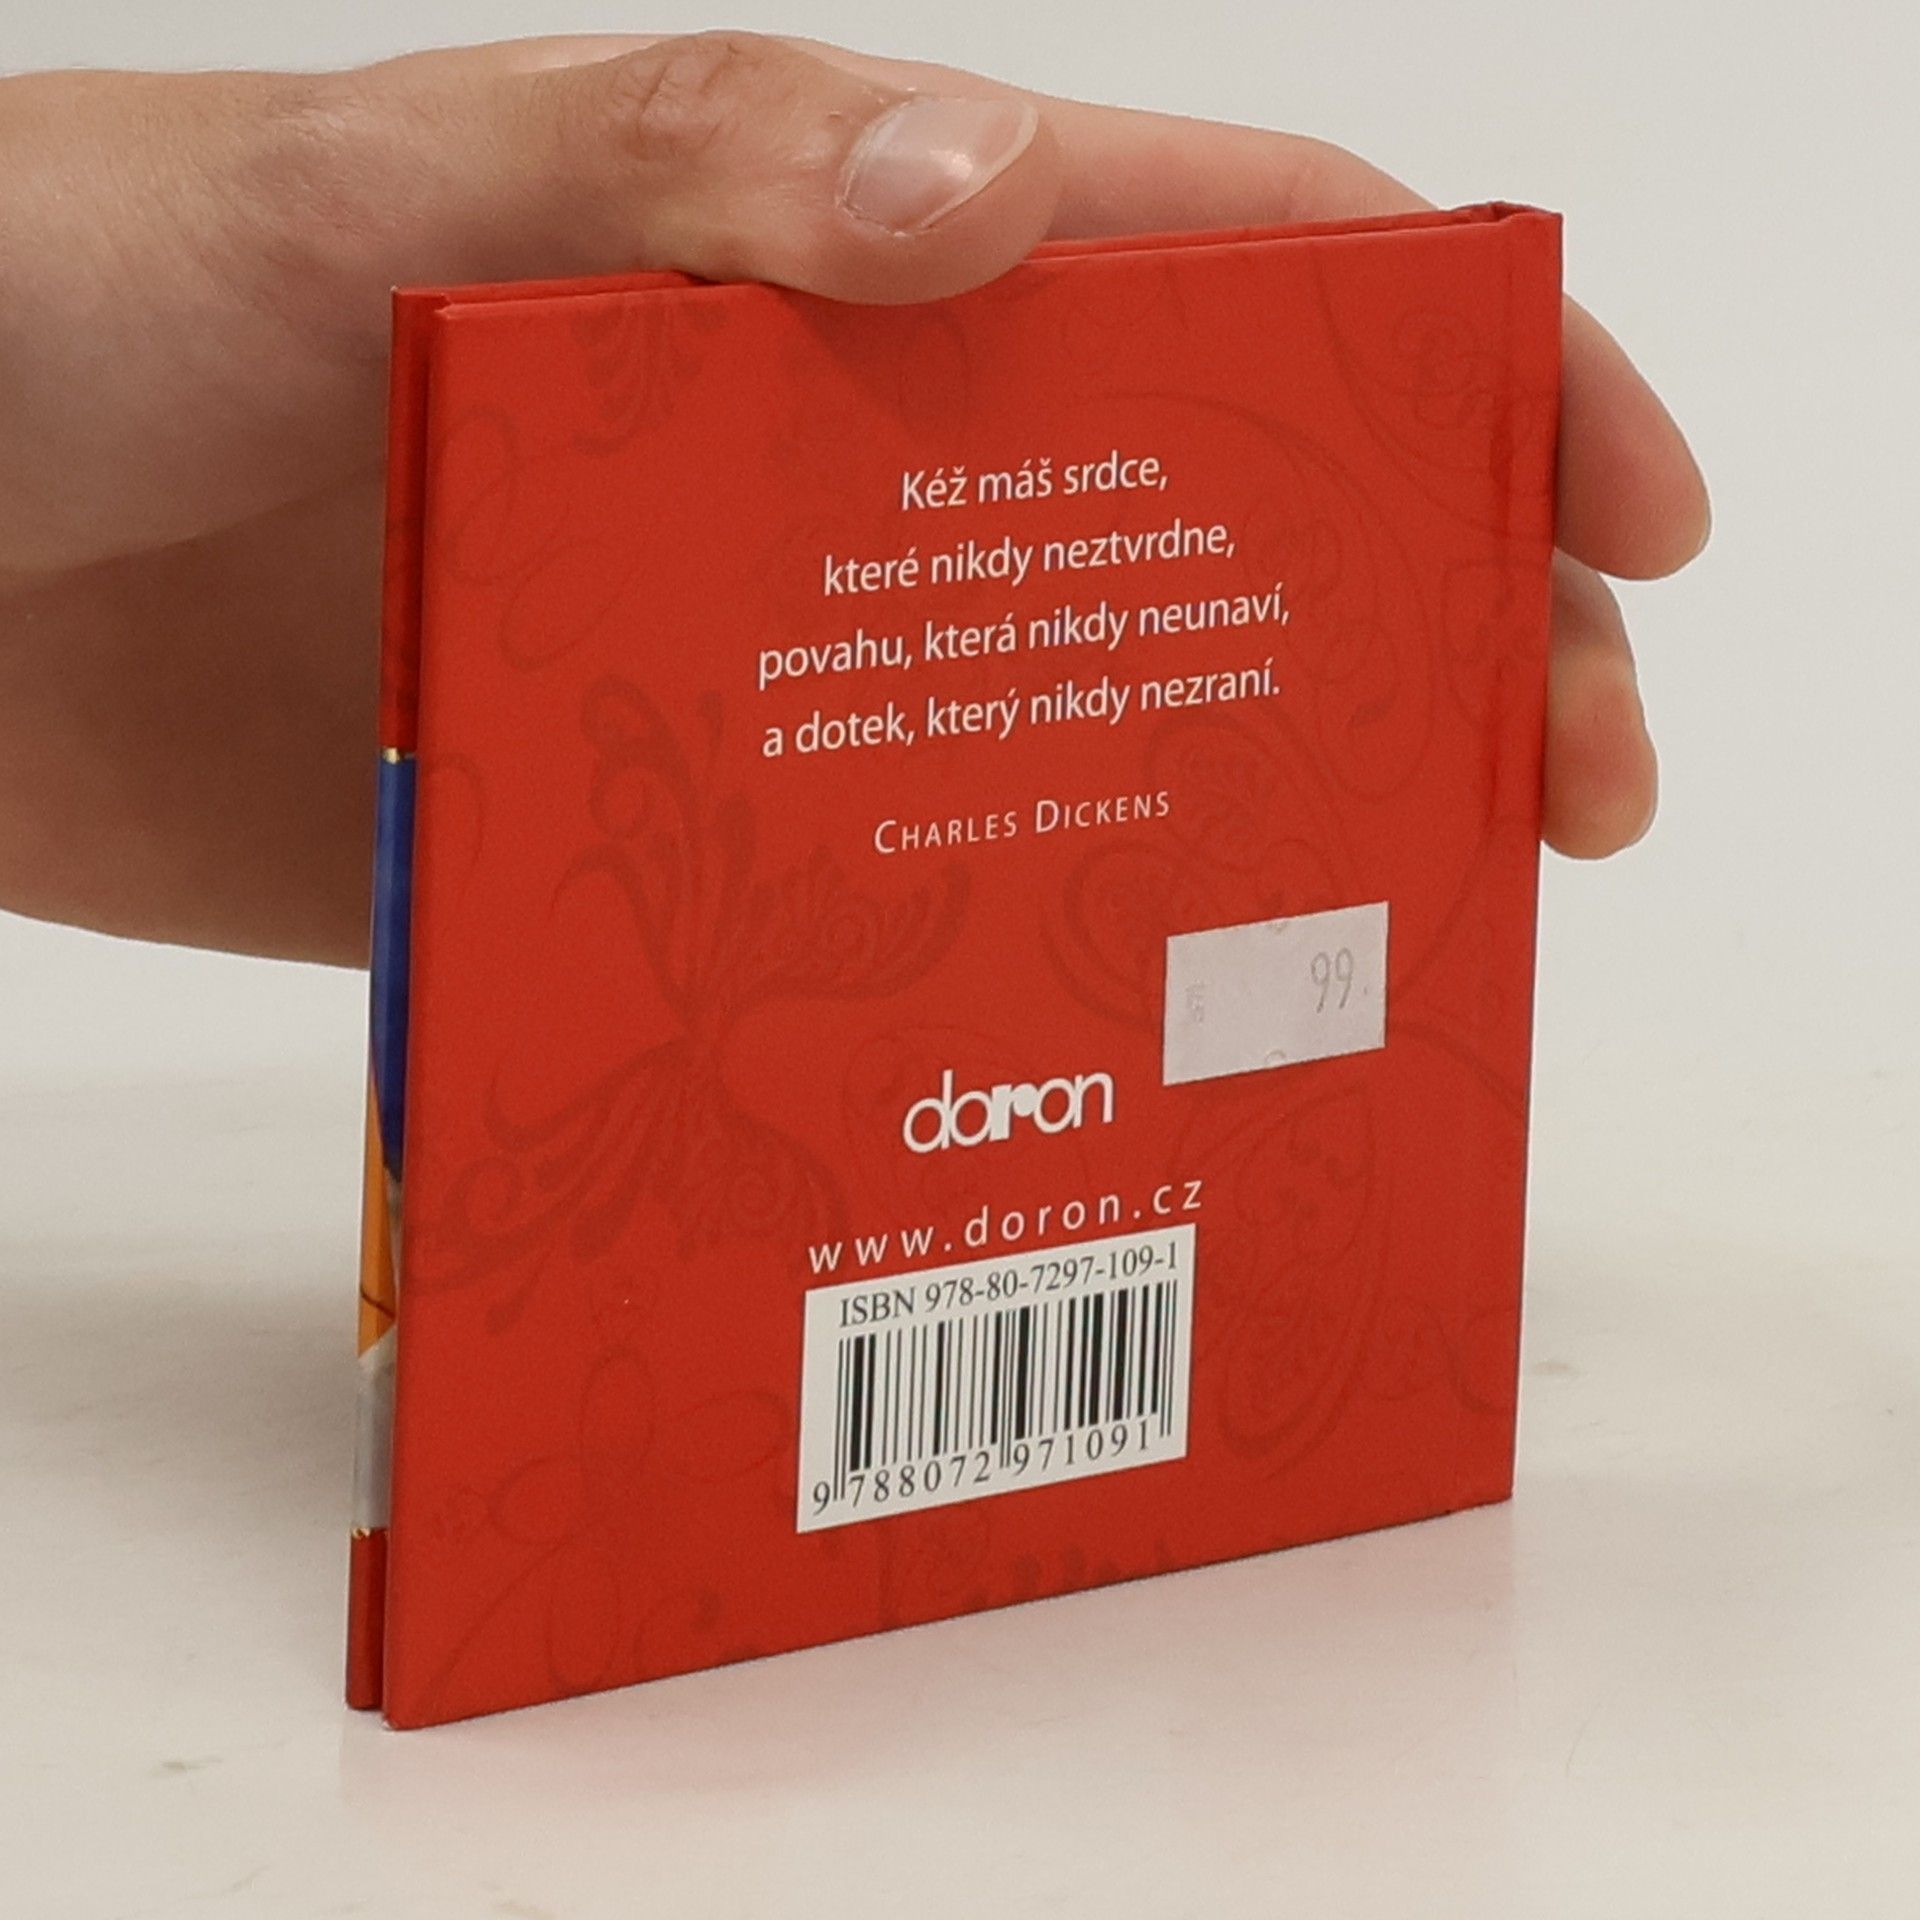 Kéž máš srdce,
které nikdy neztvrdne,
povahu, která nikdy neunaví,
a dotek, který nikdy nezraní.
CHARLES DICKENS
99.
doron
www.doron.cz
ISBN 978-80-7297-109-1
9 788072 971091